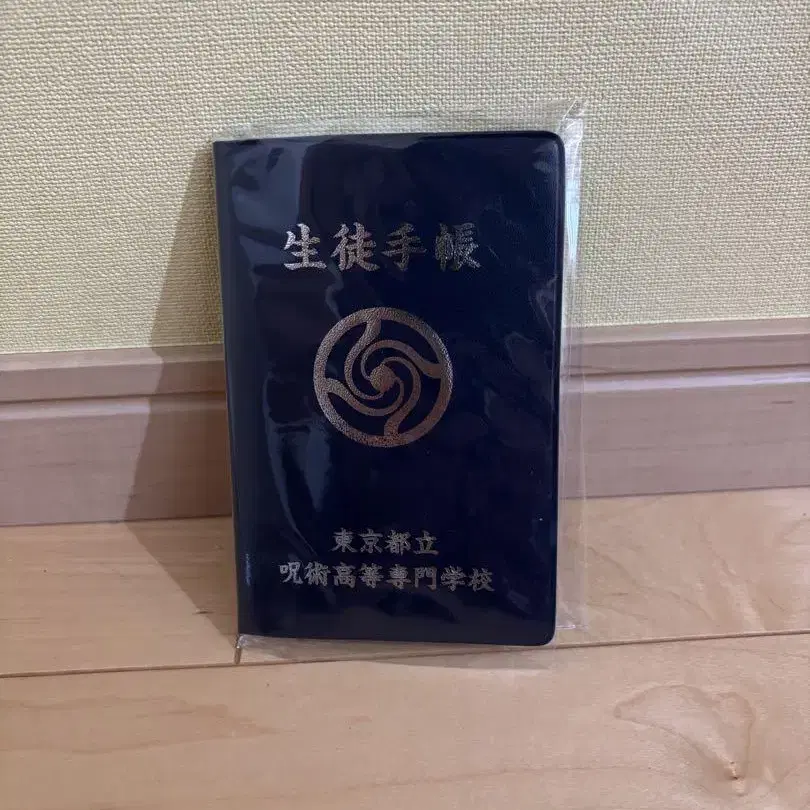 生徒手帳
東京都立
呪術高等専門学校